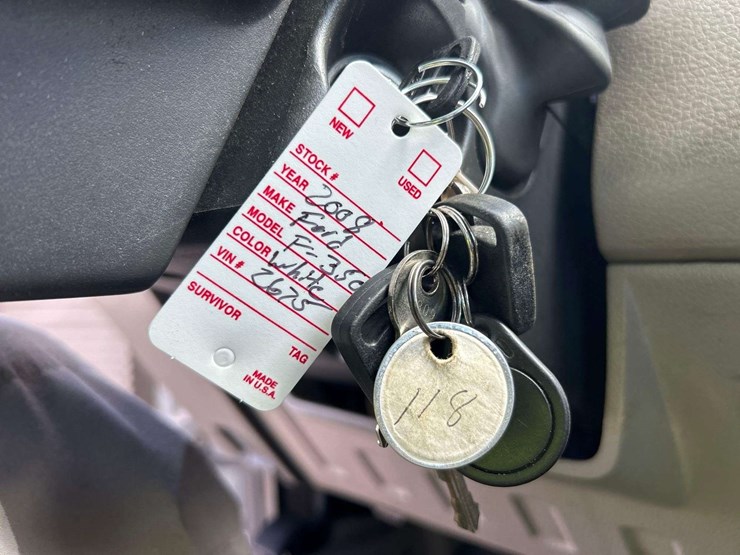 NEW
USED
STOCK #
YEAR 2008
MAKE Ford
MODEL F-350
COLOR White
VIN # 2675
SURVIVOR TAG
MADE
IN U.S.A.
118